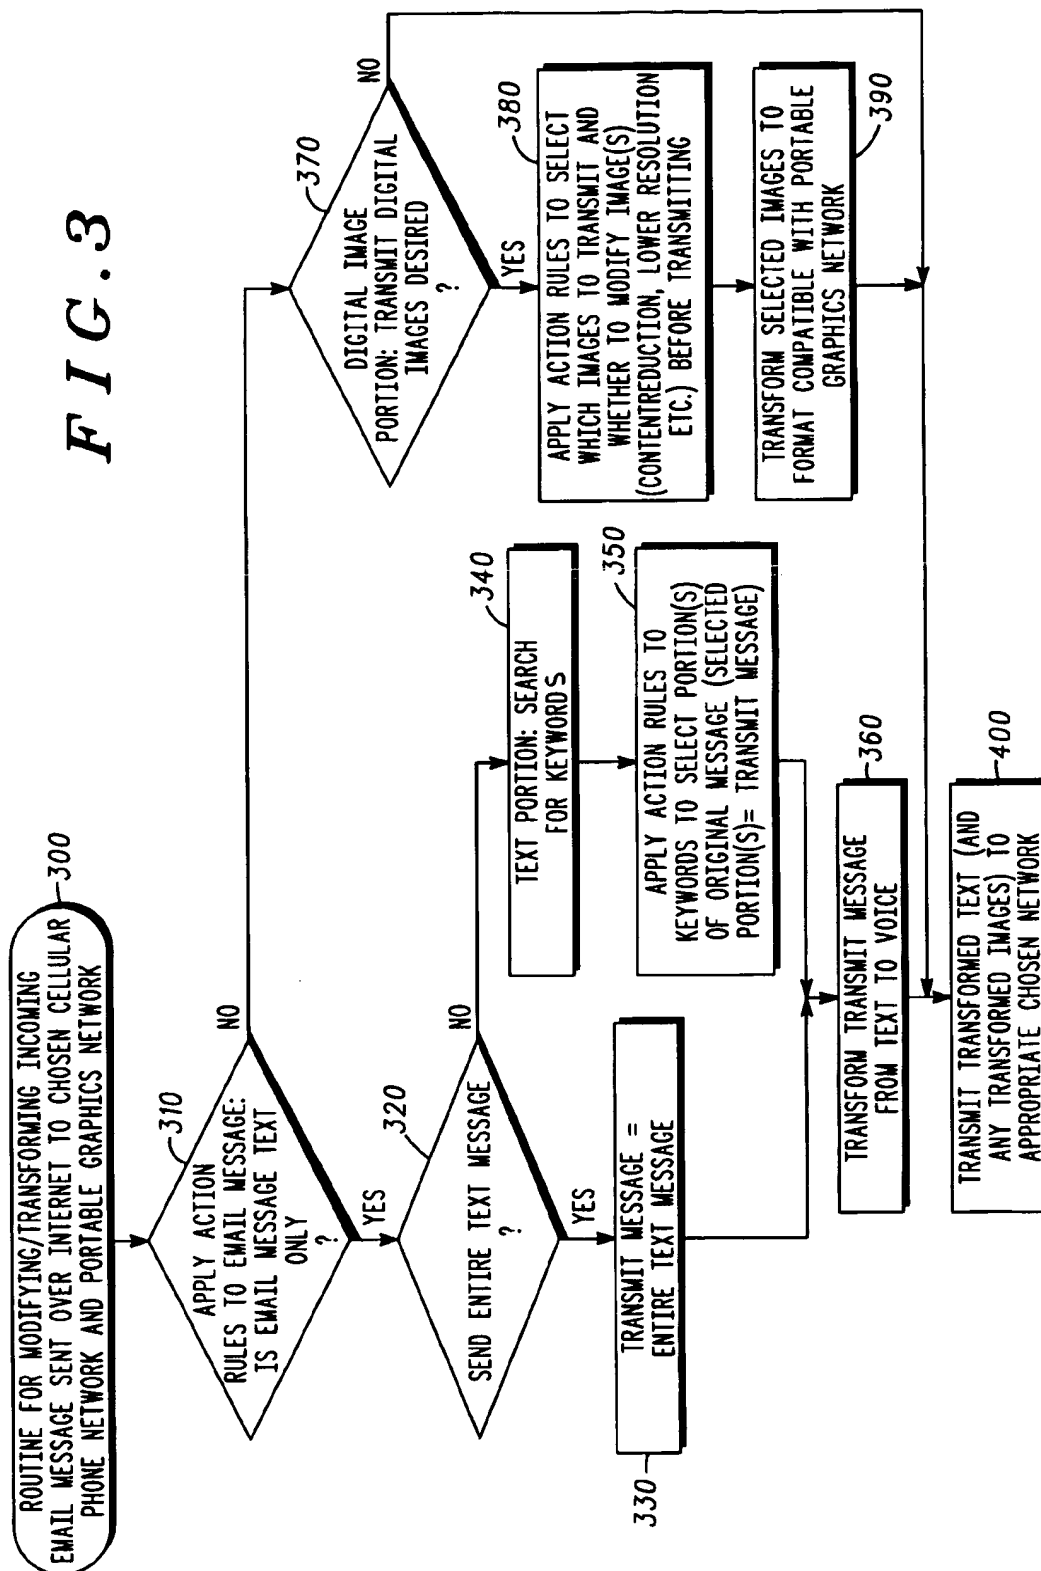 FIG.3
ROUTINE FOR MODIFYING/TRANSFORMING INCOMING
EMAIL MESSAGE SENT OVER INTERNET TO CHOSEN CELLULAR
PHONE NETWORK AND PORTABLE GRAPHICS NETWORK
300
APPLY ACTION
RULES TO EMAIL MESSAGE:
IS EMAIL MESSAGE TEXT
ONLY
?
310
NO
YES
SEND ENTIRE TEXT MESSAGE
?
320
NO
YES
TRANSMIT MESSAGE =
ENTIRE TEXT MESSAGE
330
TEXT PORTION: SEARCH
FOR KEYWORDS
340
APPLY ACTION RULES TO
KEYWORDS TO SELECT PORTION(S)
OF ORIGINAL MESSAGE (SELECTED
PORTION(S)= TRANSMIT MESSAGE)
350
TRANSFORM TRANSMIT MESSAGE
FROM TEXT TO VOICE
360
DIGITAL IMAGE
PORTION: TRANSMIT DIGITAL
IMAGES DESIRED
?
370
NO
YES
APPLY ACTION RULES TO SELECT
WHICH IMAGES TO TRANSMIT AND
WHETHER TO MODIFY IMAGE(S)
(CONTENTREDUCTION, LOWER RESOLUTION
ETC.) BEFORE TRANSMITTING
380
TRANSFORM SELECTED IMAGES TO
FORMAT COMPATIBLE WITH PORTABLE
GRAPHICS NETWORK
390
TRANSMIT TRANSFORMED TEXT (AND
ANY TRANSFORMED IMAGES) TO
APPROPRIATE CHOSEN NETWORK
400